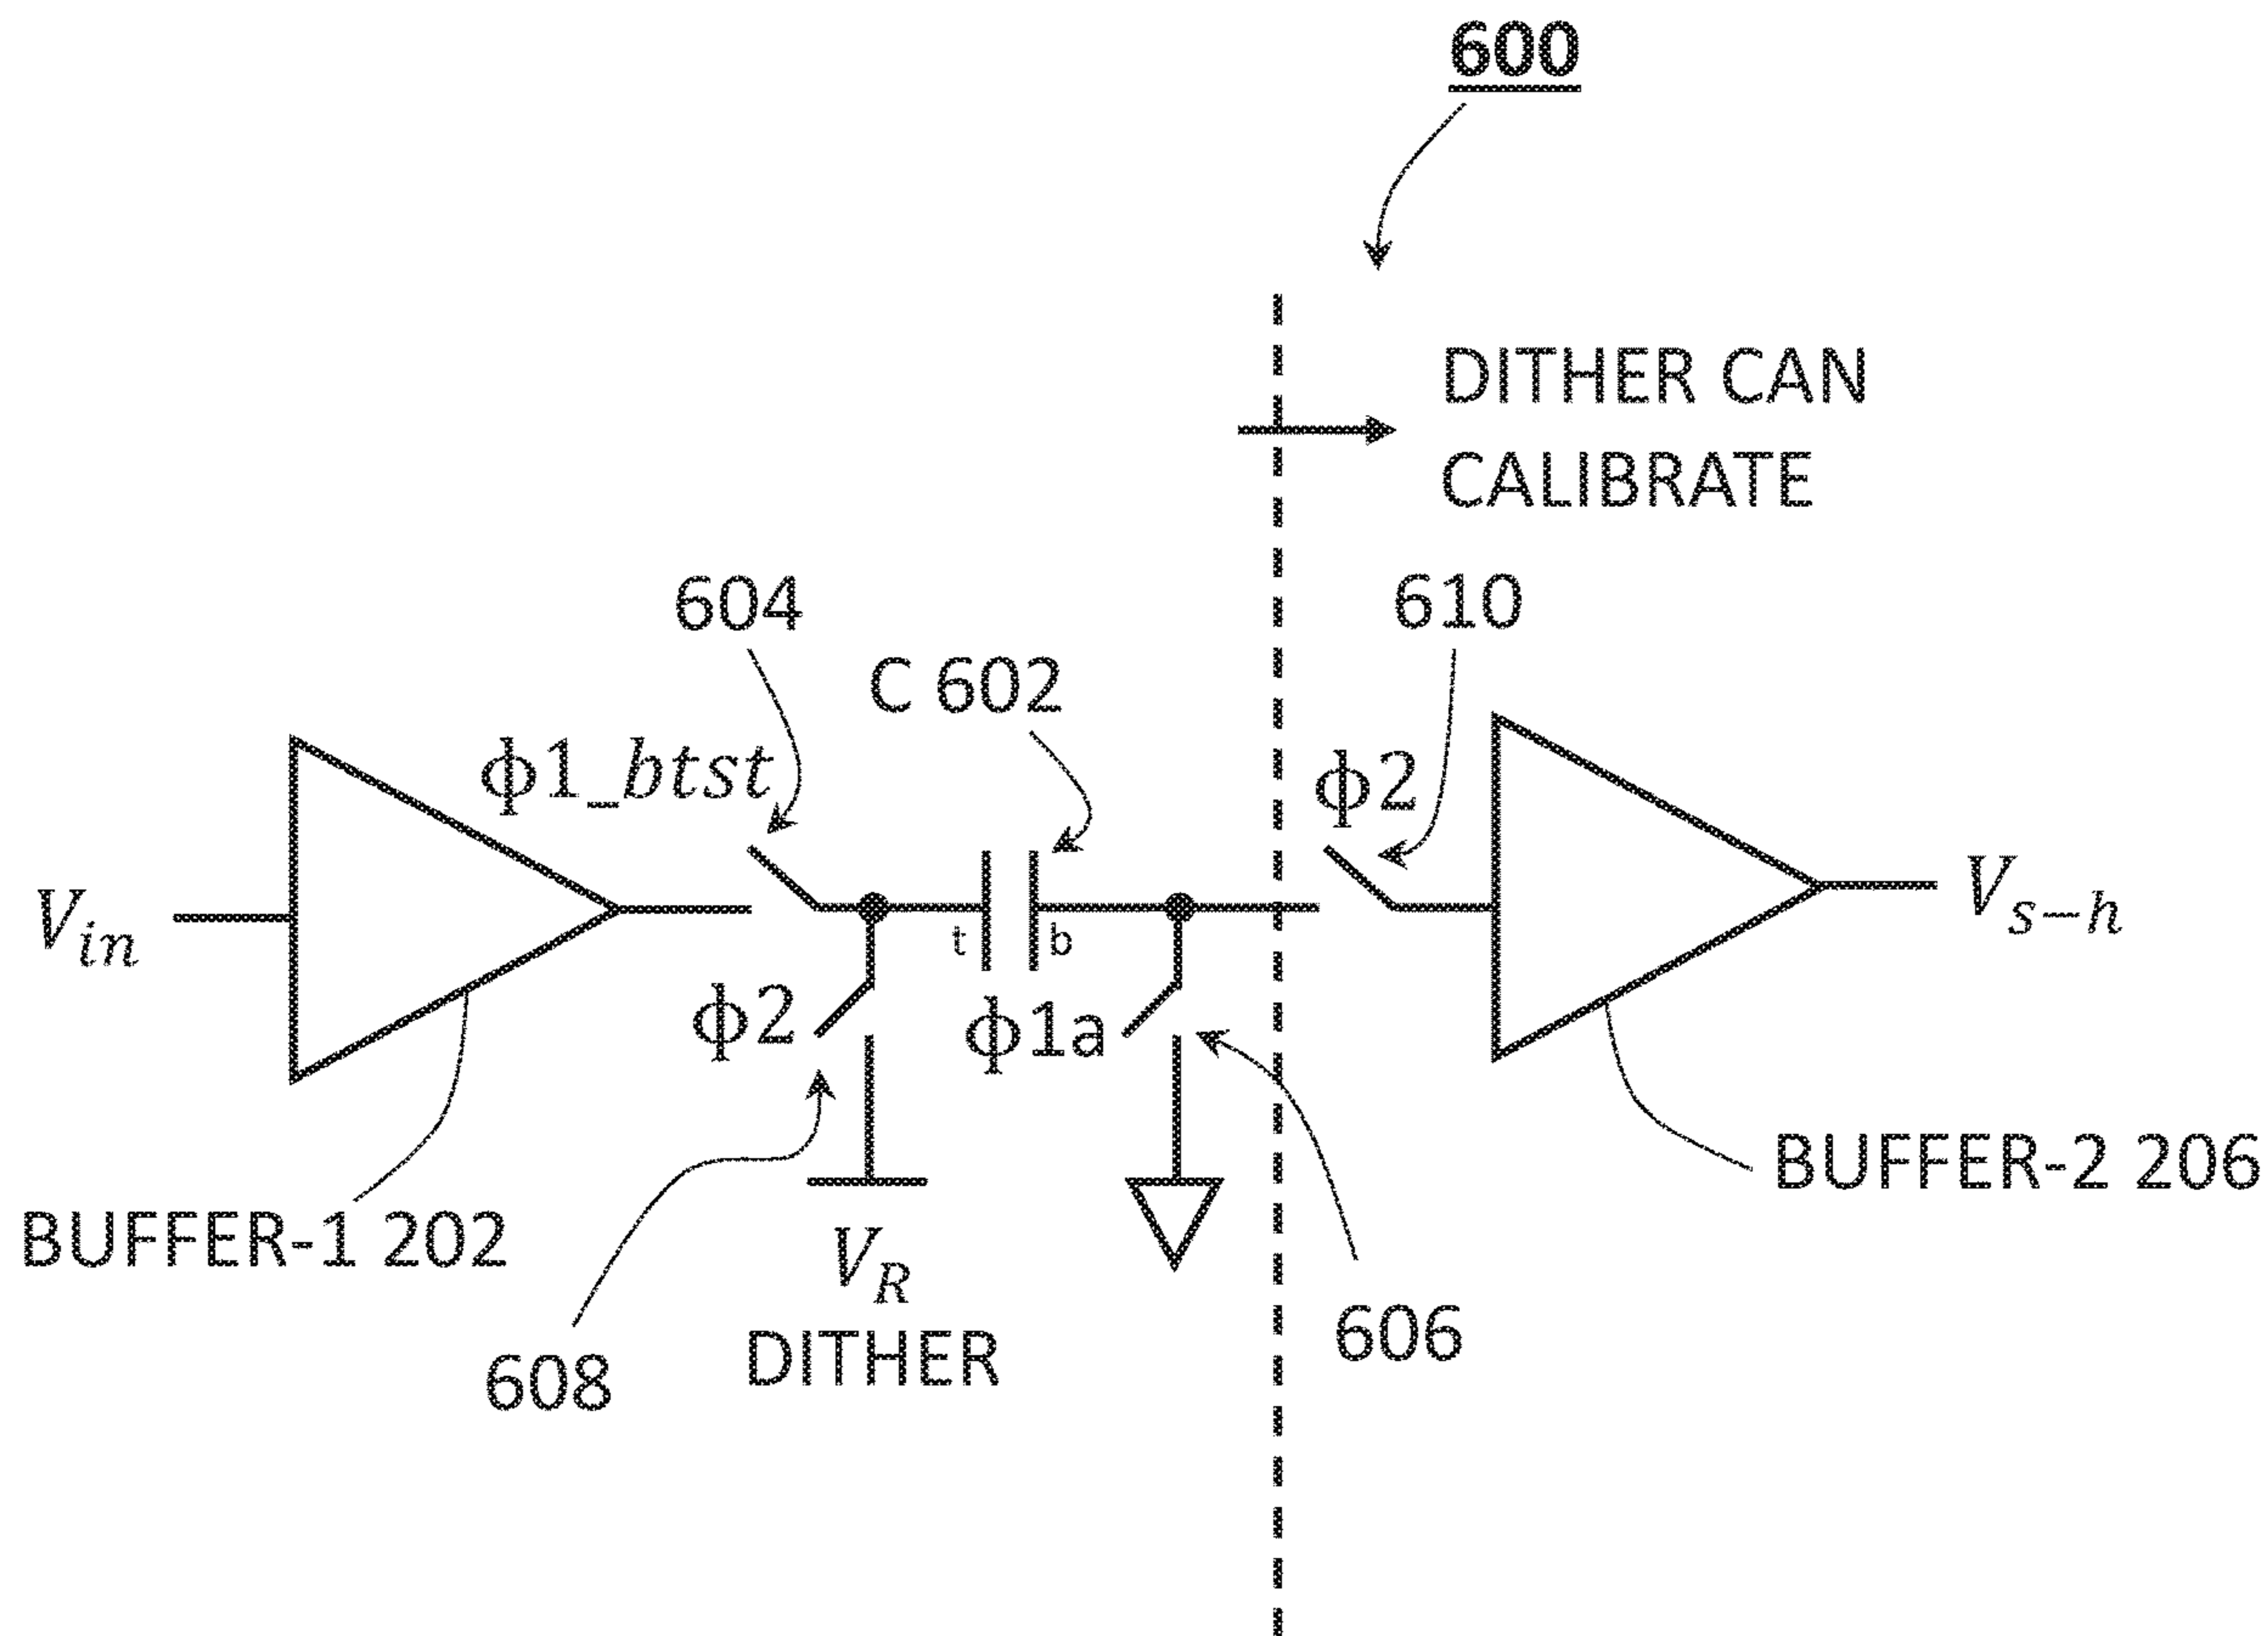 600
DITHER CAN
CALIBRATE
604
610
C 602
ϕ1_btst
ϕ2
V_in
t
b
V_{s-h}
ϕ2
ϕ1a
BUFFER-1 202
V_R
DITHER
BUFFER-2 206
608
606